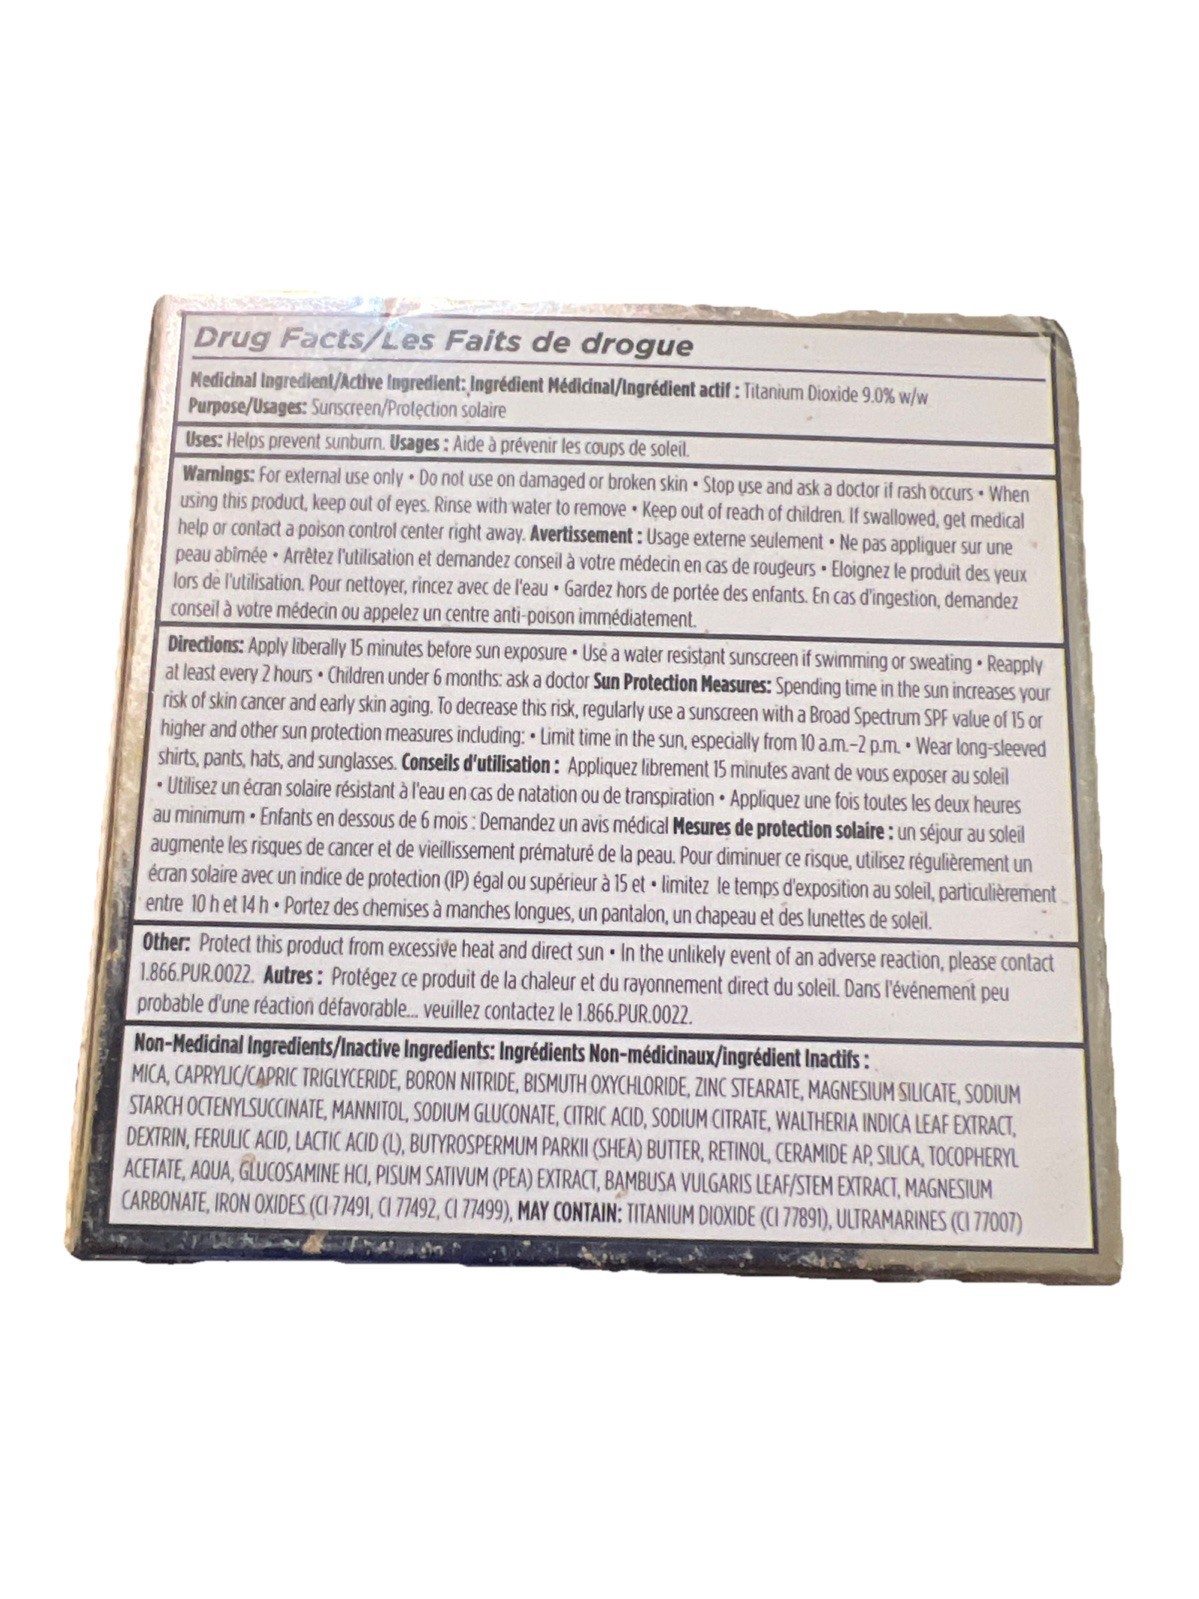 Drug Facts/Les Faits de drogue
Medicinal Ingredient/Active Ingredient: Ingrédient Médicinal/Ingrédient actif : Titanium Dioxide 9.0% w/w
Purpose/Usages: Sunscreen/Protection solaire
Uses: Helps prevent sunburn. Usages : Aide à prévenir les coups de soleil.
Warnings: For external use only • Do not use on damaged or broken skin • Stop use and ask a doctor if rash occurs • When
using this product, keep out of eyes. Rinse with water to remove • Keep out of reach of children. If swallowed, get medical
help or contact a poison control center right away. Avertissement : Usage externe seulement • Ne pas appliquer sur une
peau abîmée • Arrêtez l'utilisation et demandez conseil à votre médecin en cas de rougeurs • Eloignez le produit des yeux
lors de l'utilisation. Pour nettoyer, rincez avec de l'eau • Gardez hors de portée des enfants. En cas d'ingestion, demandez
conseil à votre médecin ou appelez un centre anti-poison immédiatement.
Directions: Apply liberally 15 minutes before sun exposure • Use a water resistant sunscreen if swimming or sweating • Reapply
at least every 2 hours • Children under 6 months: ask a doctor Sun Protection Measures: Spending time in the sun increases your
risk of skin cancer and early skin aging. To decrease this risk, regularly use a sunscreen with a Broad Spectrum SPF value of 15 or
higher and other sun protection measures including: • Limit time in the sun, especially from 10 a.m.–2 p.m. • Wear long-sleeved
shirts, pants, hats, and sunglasses. Conseils d'utilisation : Appliquez librement 15 minutes avant de vous exposer au soleil
• Utilisez un écran solaire résistant à l'eau en cas de natation ou de transpiration • Appliquez une fois toutes les deux heures
au minimum • Enfants en dessous de 6 mois : Demandez un avis médical Mesures de protection solaire : un séjour au soleil
augmente les risques de cancer et de vieillissement prématuré de la peau. Pour diminuer ce risque, utilisez régulièrement un
écran solaire avec un indice de protection (IP) égal ou supérieur à 15 et • limitez le temps d'exposition au soleil, particulièrement
entre 10 h et 14 h • Portez des chemises à manches longues, un pantalon, un chapeau et des lunettes de soleil.
Other: Protect this product from excessive heat and direct sun • In the unlikely event of an adverse reaction, please contact
1.866.PUR.0022. Autres : Protégez ce produit de la chaleur et du rayonnement direct du soleil. Dans l'événement peu
probable d'une réaction défavorable... veuillez contactez le 1.866.PUR.0022.
Non-Medicinal Ingredients/Inactive Ingredients: Ingrédients Non-médicinaux/ingrédient Inactifs :
MICA, CAPRYLIC/CAPRIC TRIGLYCERIDE, BORON NITRIDE, BISMUTH OXYCHLORIDE, ZINC STEARATE, MAGNESIUM SILICATE, SODIUM
STARCH OCTENYLSUCCINATE, MANNITOL, SODIUM GLUCONATE, CITRIC ACID, SODIUM CITRATE, WALTHERIA INDICA LEAF EXTRACT,
DEXTRIN, FERULIC ACID, LACTIC ACID (L), BUTYROSPERMUM PARKII (SHEA) BUTTER, RETINOL, CERAMIDE AP, SILICA, TOCOPHERYL
ACETATE, AQUA, GLUCOSAMINE HCI, PISUM SATIVUM (PEA) EXTRACT, BAMBUSA VULGARIS LEAF/STEM EXTRACT, MAGNESIUM
CARBONATE, IRON OXIDES (CI 77491, CI 77492, CI 77499), MAY CONTAIN: TITANIUM DIOXIDE (CI 77891), ULTRAMARINES (CI 77007)